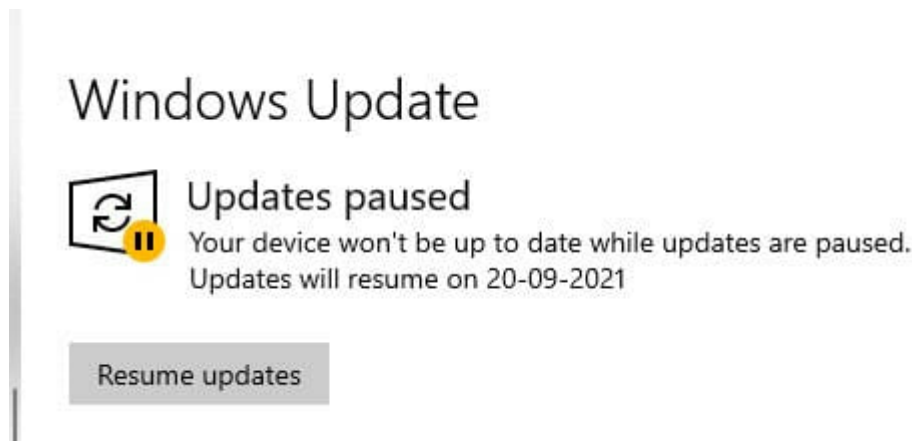 Windows Update
Updates paused
Your device won't be up to date while updates are paused.
Updates will resume on 20-09-2021
Resume updates